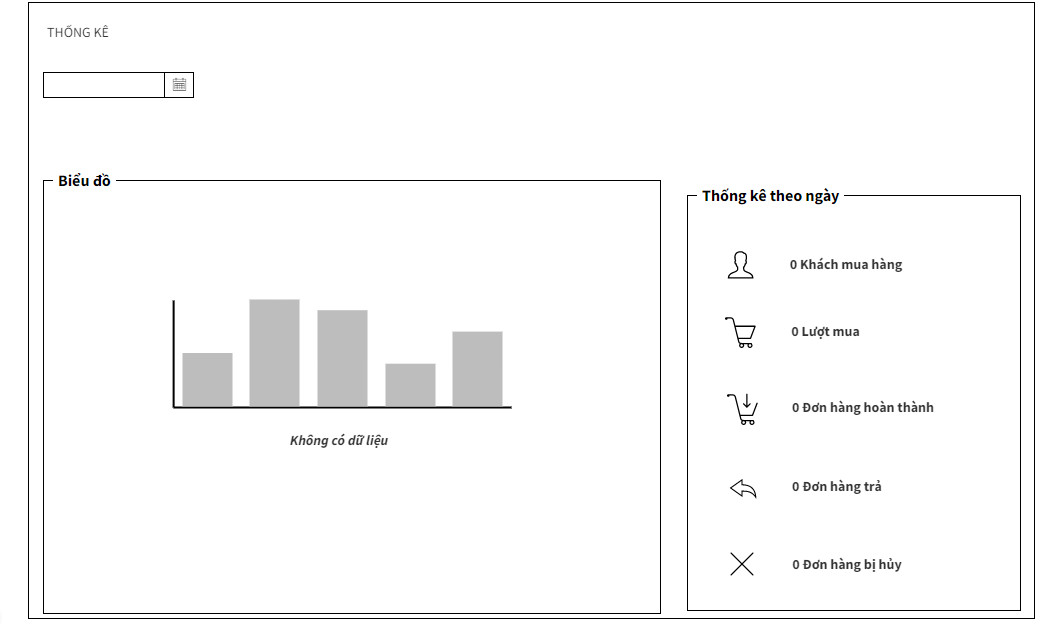 THỐNG KÊ
Biểu đồ
Không có dữ liệu
Thống kê theo ngày
0 Khách mua hàng
0 Lượt mua
0 Đơn hàng hoàn thành
0 Đơn hàng trả
0 Đơn hàng bị hủy